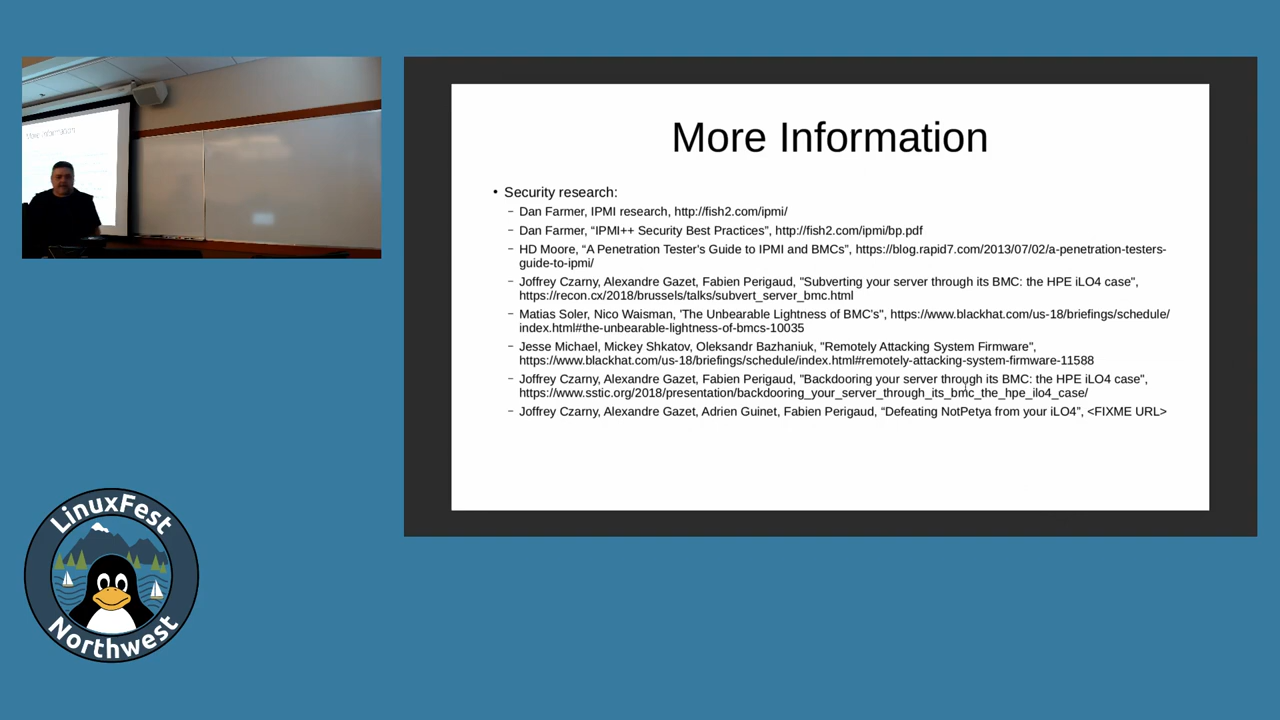 More Information
More Information
• Security research:
– Dan Farmer, IPMI research, http://fish2.com/ipmi/
– Dan Farmer, “IPMI++ Security Best Practices”, http://fish2.com/ipmi/bp.pdf
– HD Moore, “A Penetration Tester's Guide to IPMI and BMCs”, https://blog.rapid7.com/2013/07/02/a-penetration-testers-
guide-to-ipmi/
– Joffrey Czarny, Alexandre Gazet, Fabien Perigaud, "Subverting your server through its BMC: the HPE iLO4 case",
https://recon.cx/2018/brussels/talks/subvert_server_bmc.html
– Matias Soler, Nico Waisman, 'The Unbearable Lightness of BMC's", https://www.blackhat.com/us-18/briefings/schedule/
index.html#the-unbearable-lightness-of-bmcs-10035
– Jesse Michael, Mickey Shkatov, Oleksandr Bazhaniuk, "Remotely Attacking System Firmware",
https://www.blackhat.com/us-18/briefings/schedule/index.html#remotely-attacking-system-firmware-11588
– Joffrey Czarny, Alexandre Gazet, Fabien Perigaud, "Backdooring your server through its BMC: the HPE iLO4 case",
https://www.sstic.org/2018/presentation/backdooring_your_server_through_its_bmc_the_hpe_ilo4_case/
– Joffrey Czarny, Alexandre Gazet, Adrien Guinet, Fabien Perigaud, “Defeating NotPetya from your iLO4”, <FIXME URL>
LinuxFest
Northwest